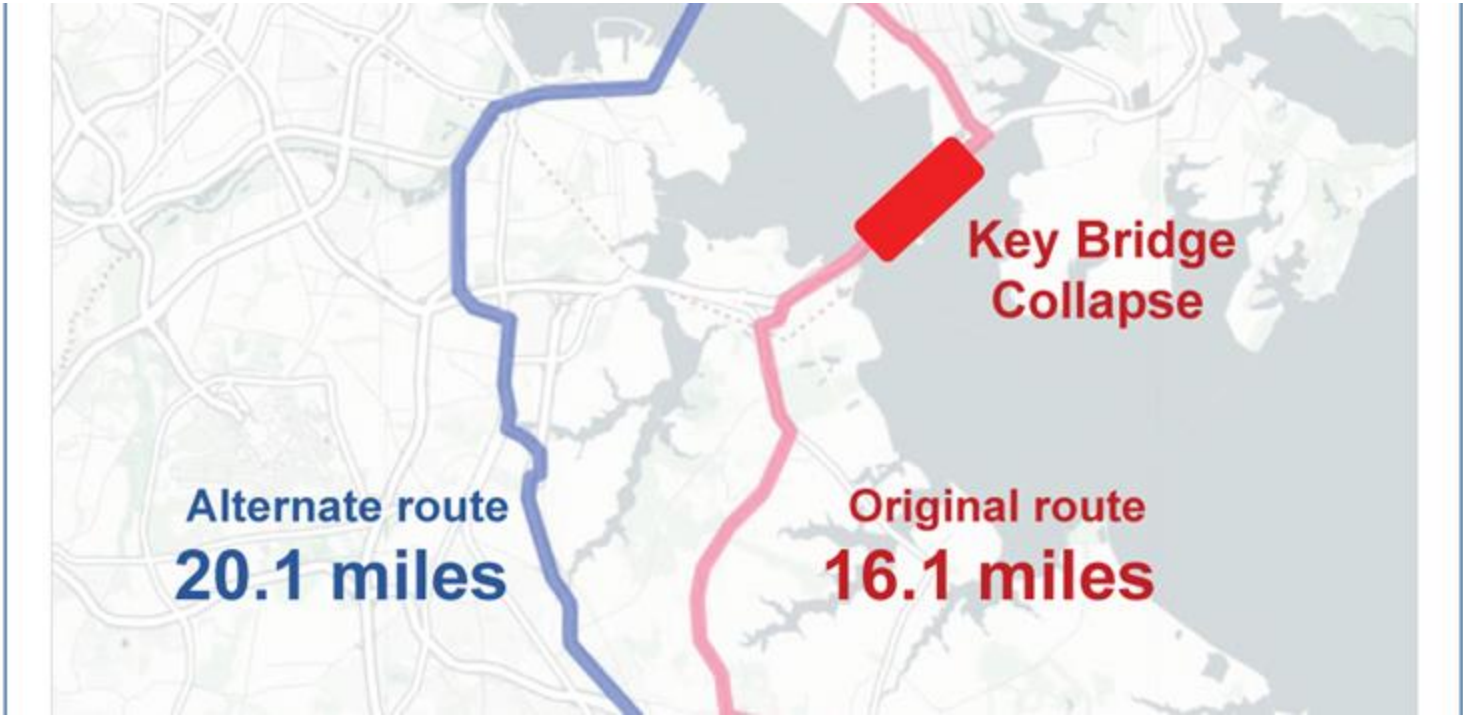 Key Bridge
Collapse
Alternate route
20.1 miles
Original route
16.1 miles